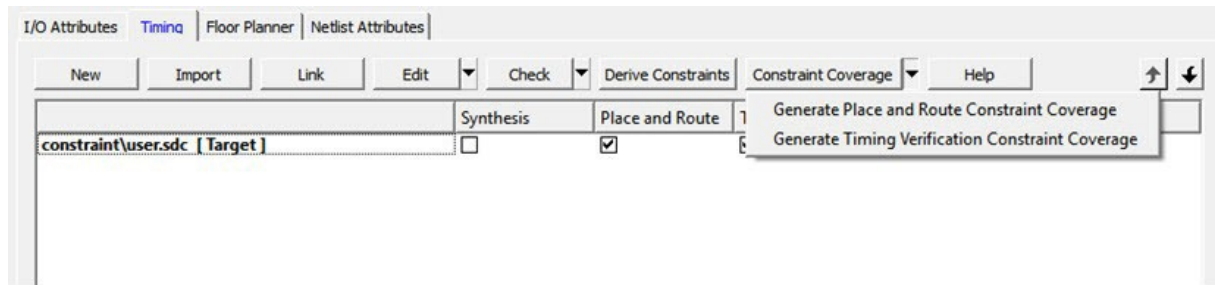 I/O Attributes Timing Floor Planner Netlist Attributes
New Import Link Edit Check Derive Constraints Constraint Coverage Help
Generate Place and Route Constraint Coverage
Synthesis Place and Route T
Generate Timing Verification Constraint Coverage
constraint\user.sdc [ Target ]